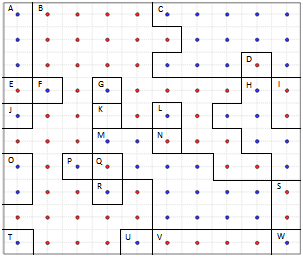 A B C
D
E F G H I
J K L
M N
O P Q
R S
T U V W